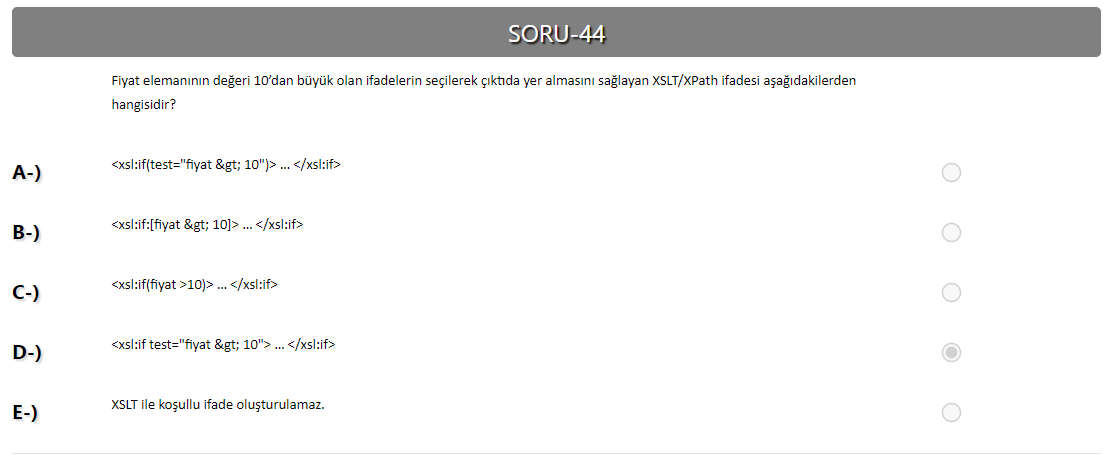 SORU-44
Fiyat elemanının değeri 10’dan büyük olan ifadelerin seçilerek çıktıda yer almasını sağlayan XSLT/XPath ifadesi aşağıdakilerden
hangisidir?
A-) <xsl:if(test="fiyat &gt; 10")> ... </xsl:if>
B-) <xsl:if:[fiyat &gt; 10]> ... </xsl:if>
C-) <xsl:if(fiyat >10)> ... </xsl:if>
D-) <xsl:if test="fiyat &gt; 10"> ... </xsl:if>
E-) XSLT ile koşullu ifade oluşturulamaz.